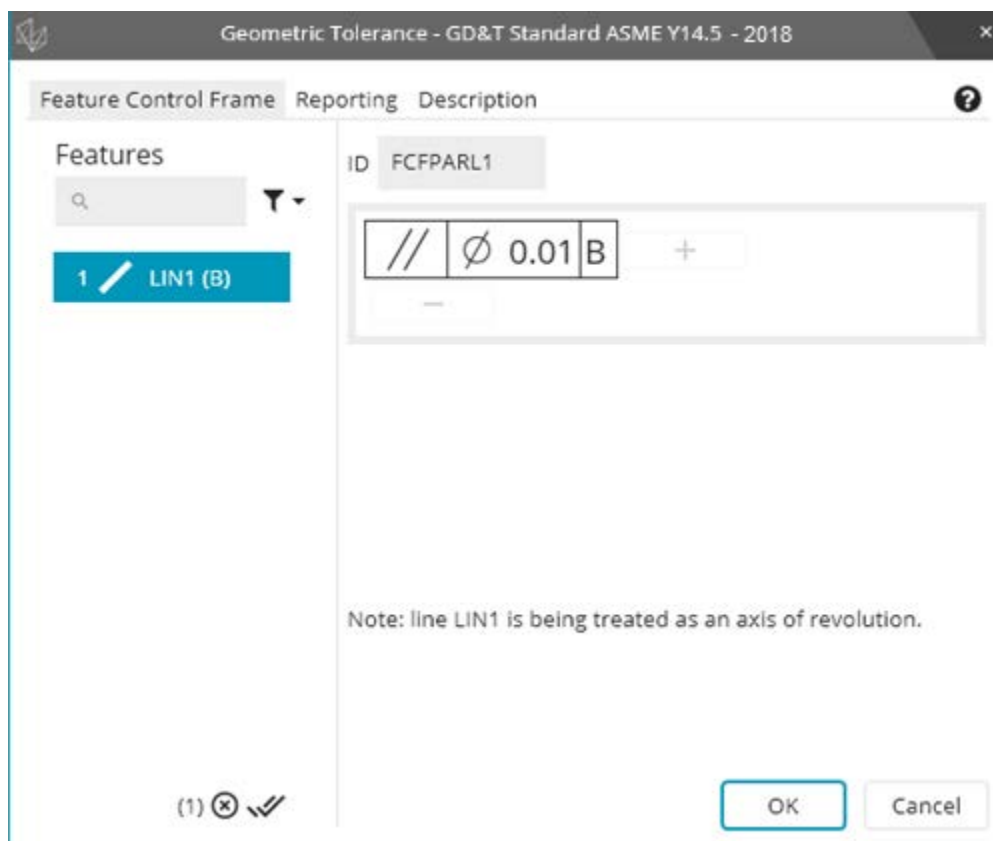 Geometric Tolerance - GD&T Standard ASME Y14.5 - 2018
Feature Control Frame Reporting Description
Features
ID FCFPARL1
// ∅ 0.01 B
1 LIN1 (B)
Note: line LIN1 is being treated as an axis of revolution.
(1)
OK Cancel